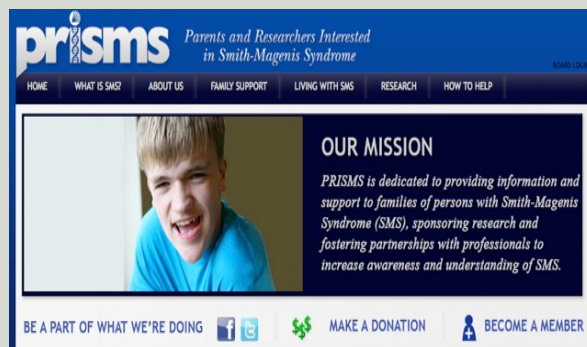 prisms
Parents and Researchers Interested
in Smith-Magenis Syndrome
BOARD LOGIN
HOME WHAT IS SMS? ABOUT US FAMILY SUPPORT LIVING WITH SMS RESEARCH HOW TO HELP
OUR MISSION
PRISMS is dedicated to providing information and
support to families of persons with Smith-Magenis
Syndrome (SMS), sponsoring research and
fostering partnerships with professionals to
increase awareness and understanding of SMS.
BE A PART OF WHAT WE'RE DOING f t $$$ MAKE A DONATION BECOME A MEMBER